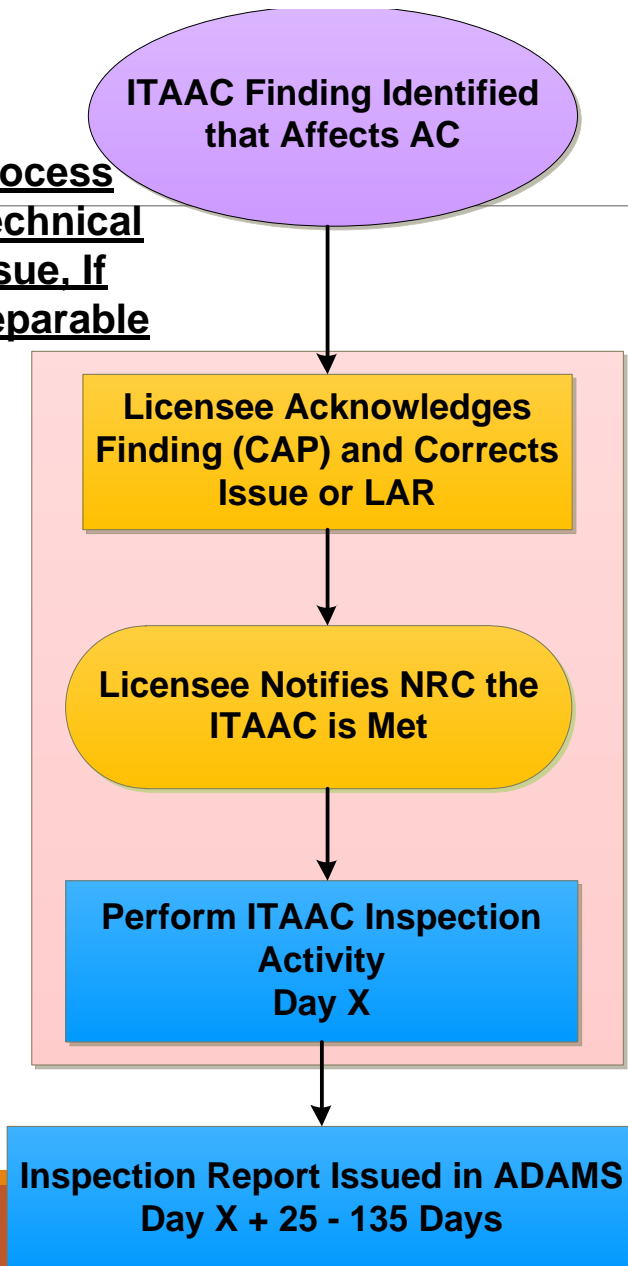 ITAAC Finding Identified
that Affects AC
If
Licensee Acknowledges
Finding (CAP) and Corrects
Issue or LAR
Licensee Notifies NRC the
ITAAC is Met
Perform ITAAC Inspection
Activity
Day X
Inspection Report Issued in ADAMS
Day X + 25 - 135 Days